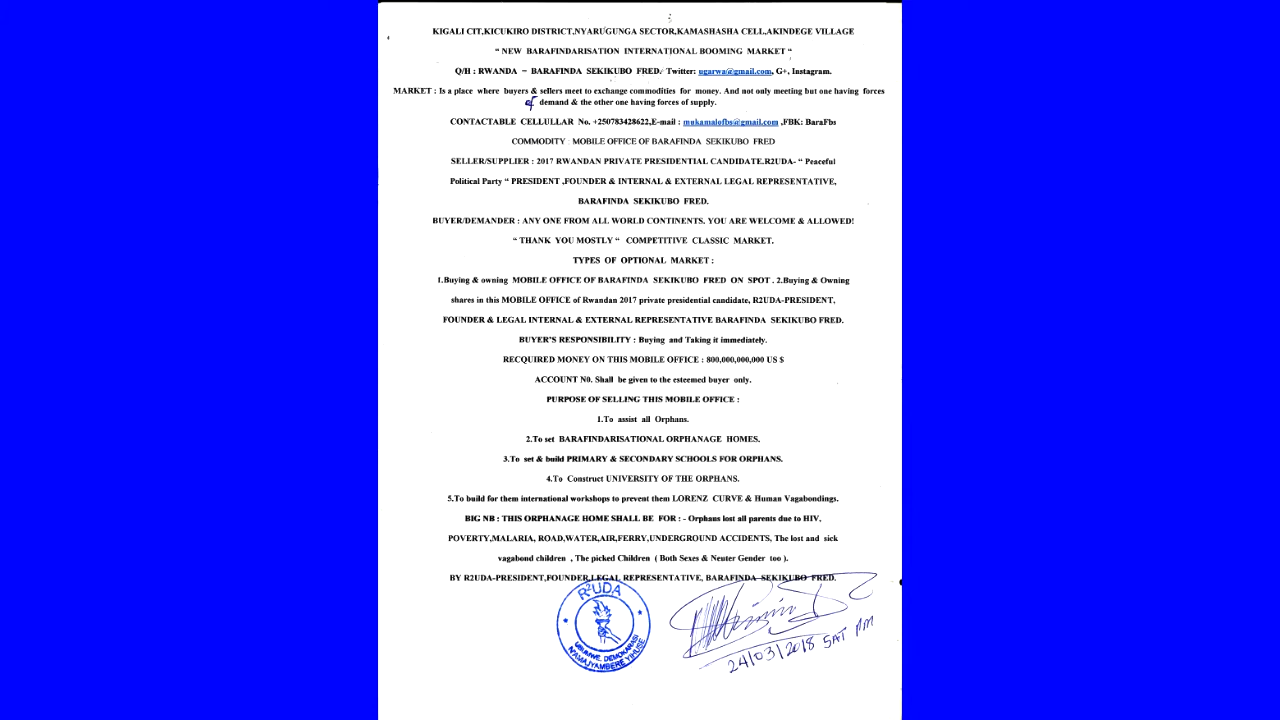 KIGALI CIT,KICUKIRO DISTRICT,NYARUGUNGA SECTOR,KAMASHASHA CELL,AKINDEGE VILLAGE
“ NEW BARAFINDARISATION INTERNATIONAL BOOMING MARKET “
Q/H : RWANDA – BARAFINDA SEKIKUBO FRED. Twitter: ugarwa@gmail.com, G+, Instagram.
MARKET : Is a place where buyers & sellers meet to exchange commodities for money. And not only meeting but one having forces
of demand & the other one having forces of supply.
CONTACTABLE CELLULLAR No. +250783428622,E-mail : mukamalofbs@gmail.com ,FBK: BaraFbs
COMMODITY : MOBILE OFFICE OF BARAFINDA SEKIKUBO FRED
SELLER/SUPPLIER : 2017 RWANDAN PRIVATE PRESIDENTIAL CANDIDATE.R2UDA- “ Peaceful
Political Party “ PRESIDENT ,FOUNDER & INTERNAL & EXTERNAL LEGAL REPRESENTATIVE,
BARAFINDA SEKIKUBO FRED.
BUYER/DEMANDER : ANY ONE FROM ALL WORLD CONTINENTS. YOU ARE WELCOME & ALLOWED!
“ THANK YOU MOSTLY “ COMPETITIVE CLASSIC MARKET.
TYPES OF OPTIONAL MARKET :
1.Buying & owning MOBILE OFFICE OF BARAFINDA SEKIKUBO FRED ON SPOT . 2.Buying & Owning
shares in this MOBILE OFFICE of Rwandan 2017 private presidential candidate, R2UDA-PRESIDENT,
FOUNDER & LEGAL INTERNAL & EXTERNAL REPRESENTATIVE BARAFINDA SEKIKUBO FRED.
BUYER'S RESPONSIBILITY : Buying and Taking it immediately.
RECQUIRED MONEY ON THIS MOBILE OFFICE : 800,000,000,000 US $
ACCOUNT N0. Shall be given to the esteemed buyer only.
PURPOSE OF SELLING THIS MOBILE OFFICE :
1.To assist all Orphans.
2.To set BARAFINDARISATIONAL ORPHANAGE HOMES.
3.To set & build PRIMARY & SECONDARY SCHOOLS FOR ORPHANS.
4.To Construct UNIVERSITY OF THE ORPHANS.
5.To build for them international workshops to prevent them LORENZ CURVE & Human Vagabondings.
BIG NB : THIS ORPHANAGE HOME SHALL BE FOR : - Orphans lost all parents due to HIV,
POVERTY,MALARIA, ROAD,WATER,AIR,FERRY,UNDERGROUND ACCIDENTS, The lost and sick
vagabond children , The picked Children ( Both Sexes & Neuter Gender too ).
BY R2UDA-PRESIDENT,FOUNDER,LEGAL REPRESENTATIVE, BARAFINDA SEKIKUBO FRED.
R²UDA
UBUMWE, DEMOKARASI
N'AMAJYAMBERE YIHUSE
24/03/2018 SAT PM